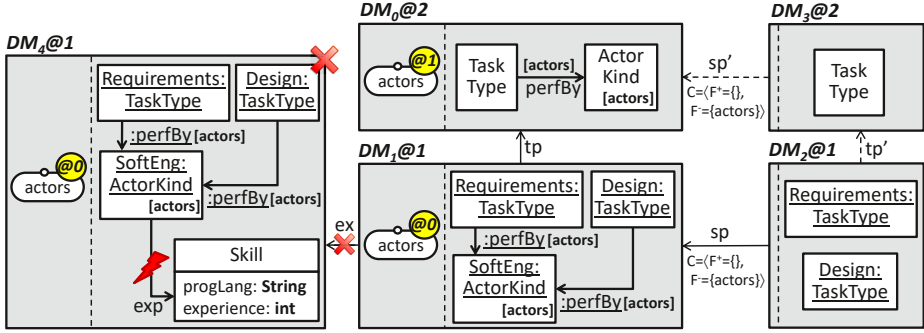 DM4@1
@0
actors
Requirements:
TaskType
Design:
TaskType
:perfBy[actors]
SoftEng:
ActorKind
[actors]
:perfBy[actors]
exp
Skill
progLang: String
experience: int
ex
DM0@2
@1
actors
Task
Type
[actors]
perfBy
Actor
Kind
[actors]
tp
DM1@1
@0
actors
Requirements:
TaskType
Design:
TaskType
:perfBy[actors]
SoftEng:
ActorKind
[actors]
:perfBy[actors]
sp'
C=⟨F⁺={},
F⁻={actors}⟩
DM3@2
Task
Type
tp'
sp
C=⟨F⁺={},
F⁻={actors}⟩
DM2@1
Requirements:
TaskType
Design:
TaskType